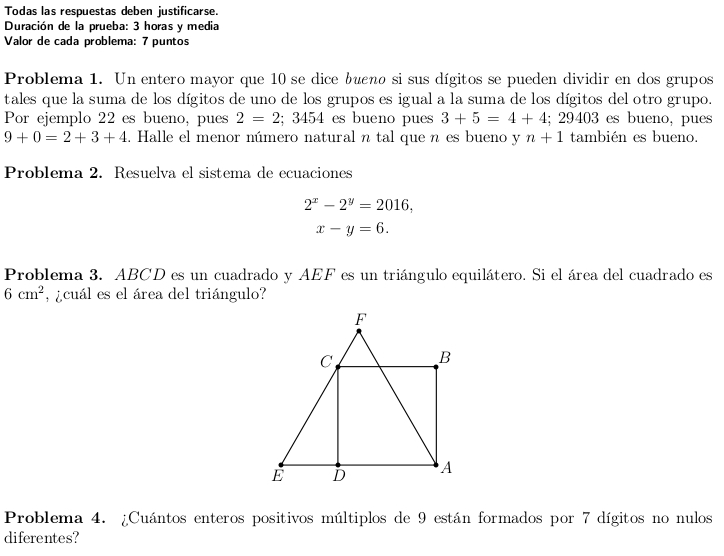 Todas las respuestas deben justificarse.
Duración de la prueba: 3 horas y media
Valor de cada problema: 7 puntos
Problema 1. Un entero mayor que 10 se dice bueno si sus dígitos se pueden dividir en dos grupos
tales que la suma de los dígitos de uno de los grupos es igual a la suma de los dígitos del otro grupo.
Por ejemplo 22 es bueno, pues 2 = 2; 3454 es bueno pues 3 + 5 = 4 + 4; 29403 es bueno, pues
9 + 0 = 2 + 3 + 4. Halle el menor número natural n tal que n es bueno y n + 1 también es bueno.
Problema 2. Resuelva el sistema de ecuaciones
2^x − 2^y = 2016,
x − y = 6.
Problema 3. ABCD es un cuadrado y AEF es un triángulo equilátero. Si el área del cuadrado es
6 cm², ¿cuál es el área del triángulo?
F
C B
E D A
Problema 4. ¿Cuántos enteros positivos múltiplos de 9 están formados por 7 dígitos no nulos
diferentes?